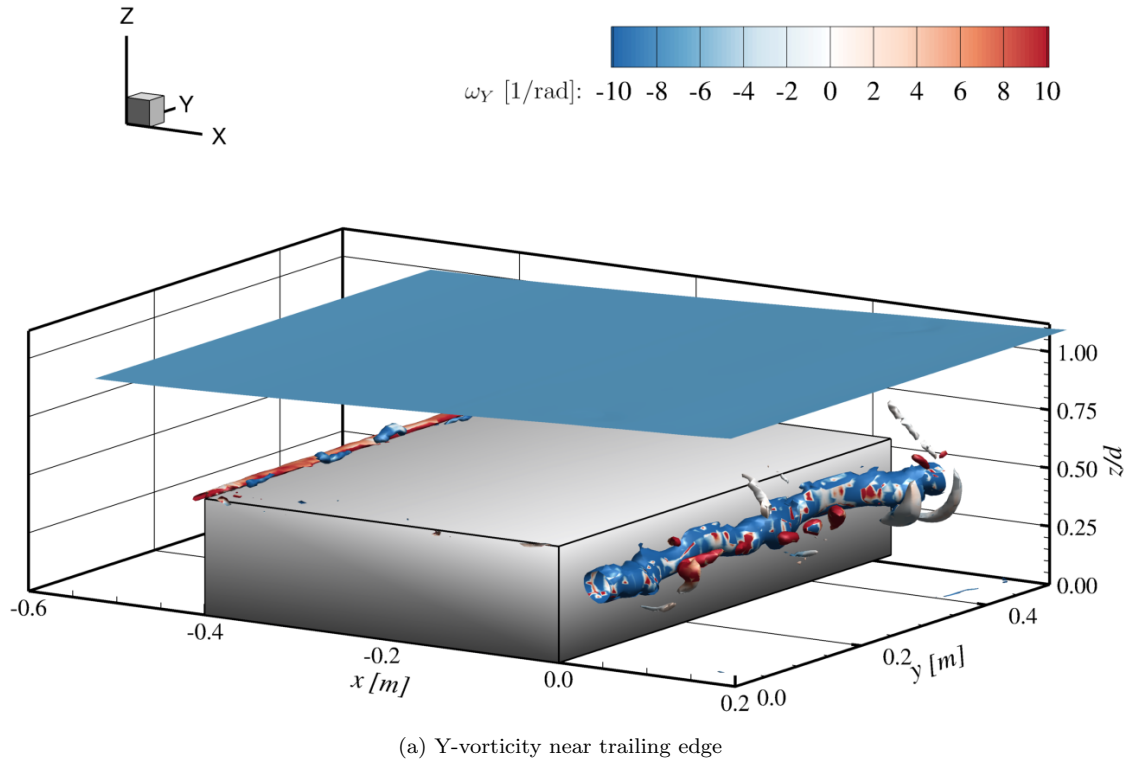 Z
Y
X
ω_Y [1/rad]: -10 -8 -6 -4 -2 0 2 4 6 8 10
1.00
0.75
z/d
0.50
0.25
0.00
-0.6
-0.4
-0.2
0.0
0.2
x [m]
0.0
0.2
0.4
y [m]
(a) Y-vorticity near trailing edge